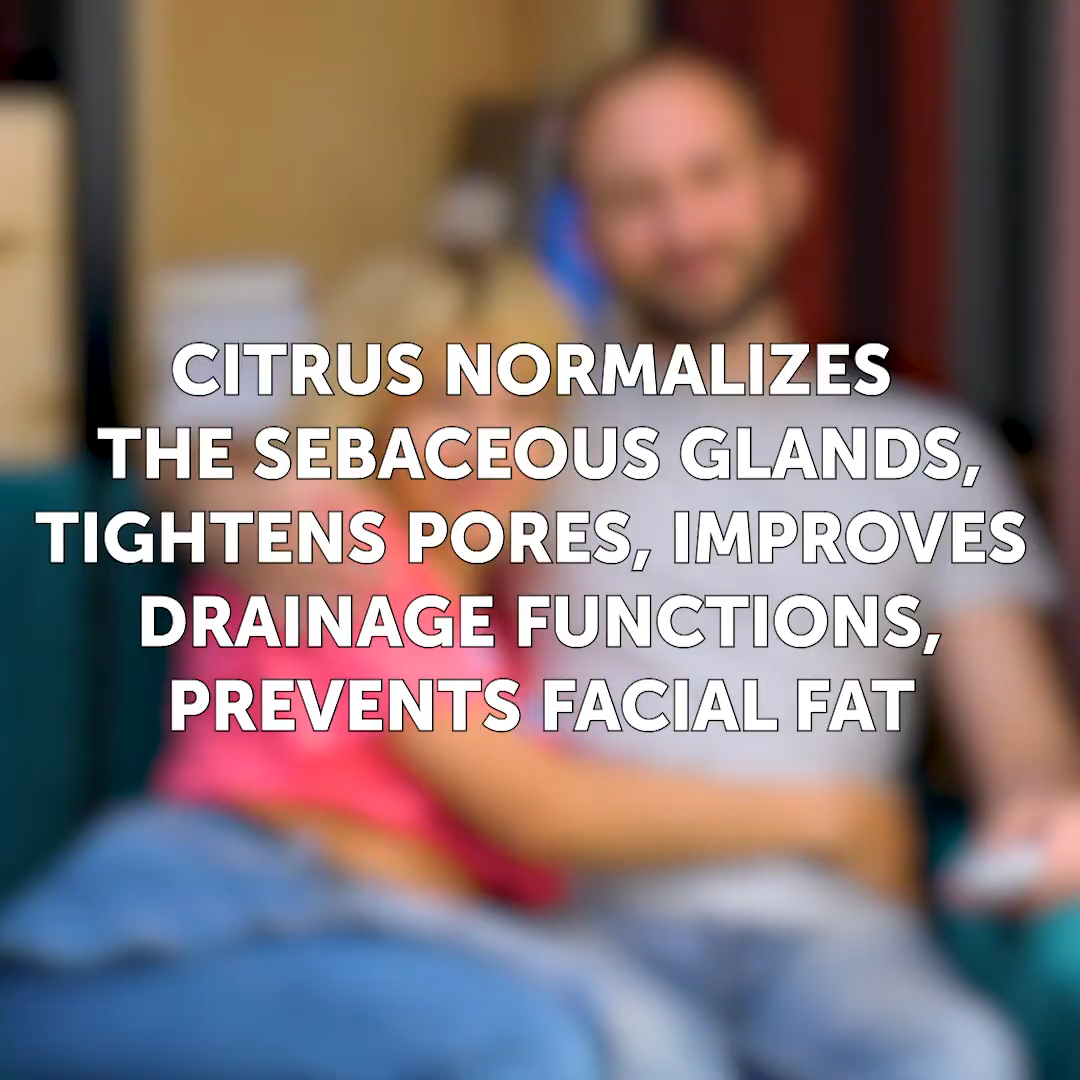 CITRUS NORMALIZES
THE SEBACEOUS GLANDS,
TIGHTENS PORES, IMPROVES
DRAINAGE FUNCTIONS,
PREVENTS FACIAL FAT